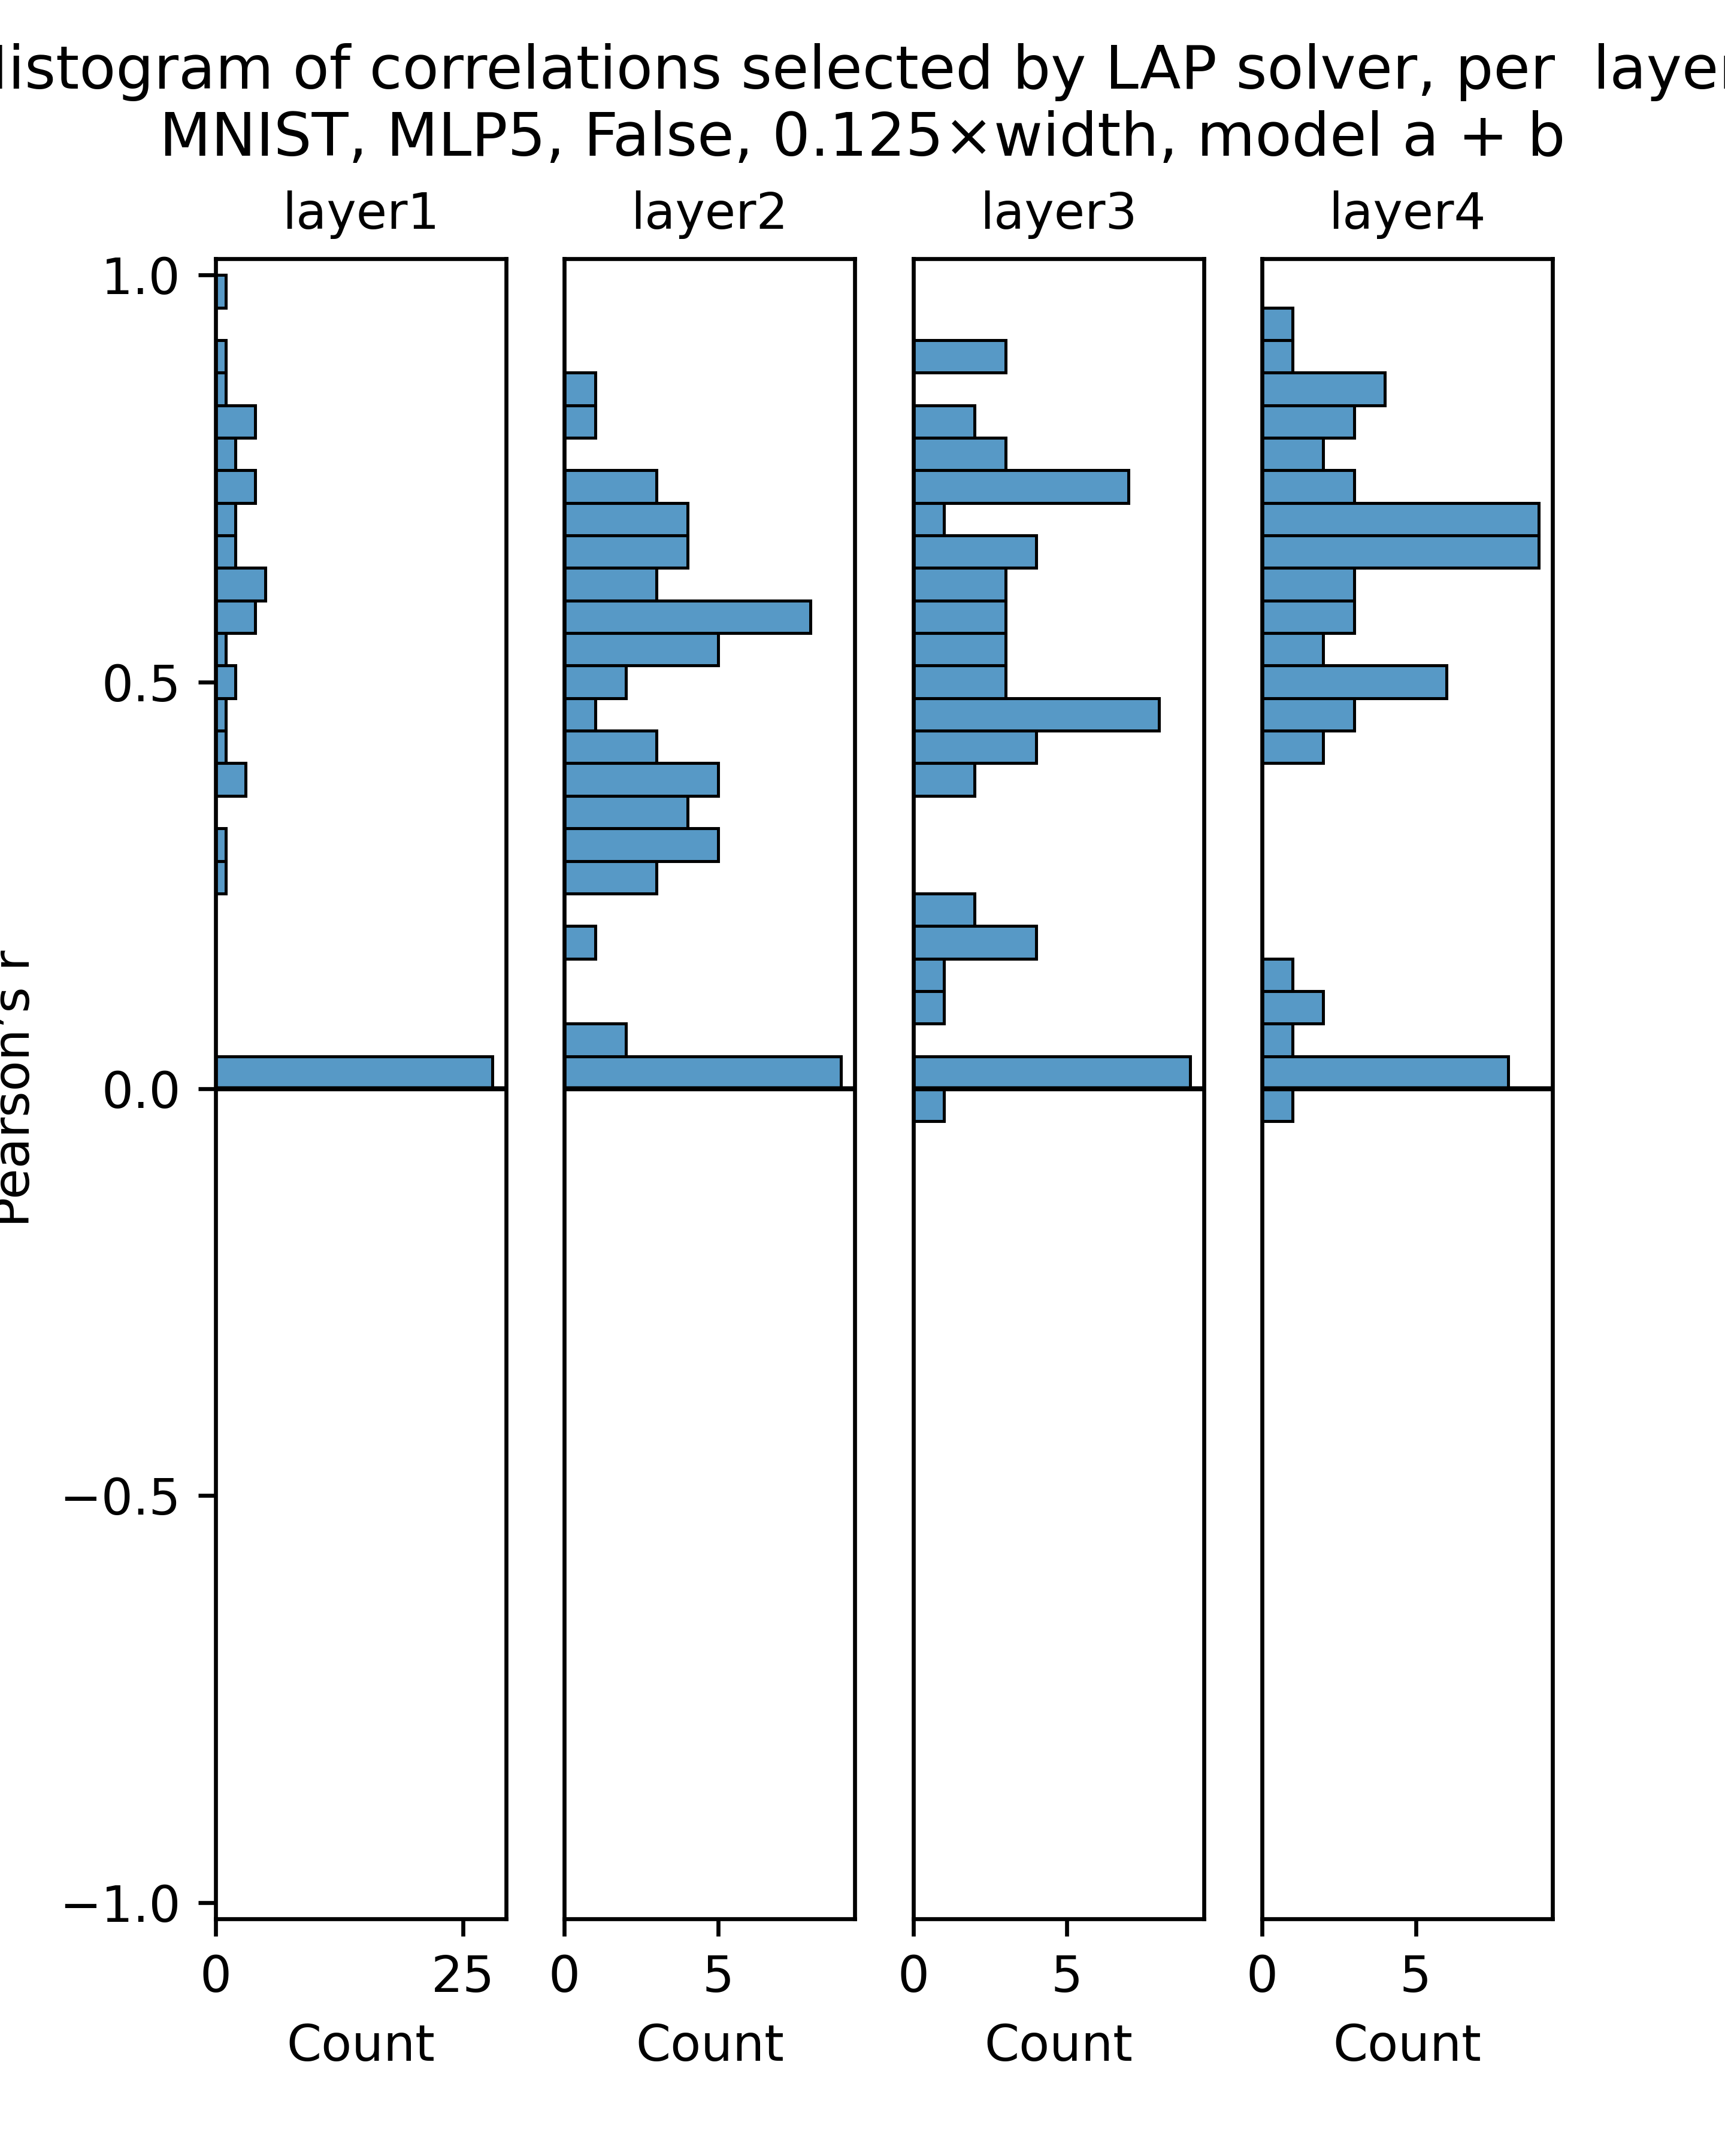 istogram of correlations selected by LAP solver, per layer
MNIST, MLP5, False, 0.125×width, model a + b
layer1 layer2 layer3 layer4
1.0
0.5
0.0
−0.5
−1.0
Pearson’s r
0 25 0 5 0 5 0 5
Count Count Count Count